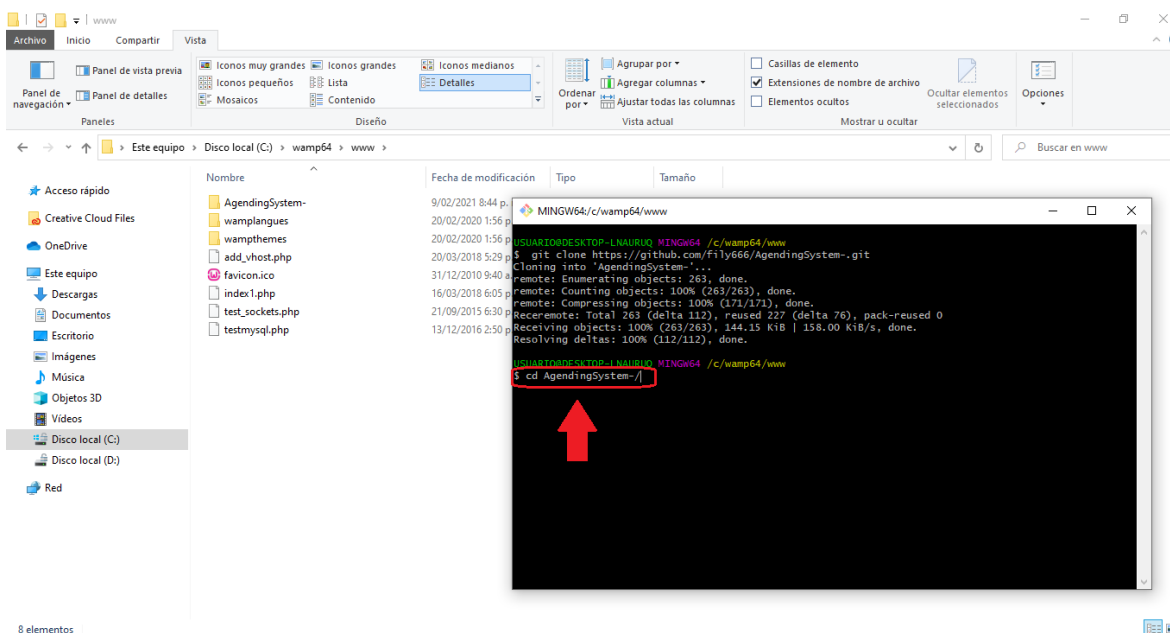 www
Archivo Inicio Compartir Vista
Panel de navegación
Panel de vista previa
Panel de detalles
Paneles
Iconos muy grandes Iconos grandes Iconos medianos
Iconos pequeños Lista Detalles
Mosaicos Contenido
Diseño
Ordenar por
Agrupar por
Agregar columnas
Ajustar todas las columnas
Vista actual
Casillas de elemento
Extensiones de nombre de archivo
Elementos ocultos
Ocultar elementos seleccionados
Mostrar u ocultar
Opciones
Este equipo > Disco local (C:) > wamp64 > www >
Buscar en www
Acceso rápido
Creative Cloud Files
OneDrive
Este equipo
Descargas
Documentos
Escritorio
Imágenes
Música
Objetos 3D
Vídeos
Disco local (C:)
Disco local (D:)
Red
Nombre Fecha de modificación Tipo Tamaño
AgendingSystem- 9/02/2021 8:44 p.
wamplangues 20/02/2020 1:56 p
wampthemes 20/02/2020 1:56 p
add_vhost.php 20/03/2018 5:29 p
favicon.ico 31/12/2010 9:40 a
index1.php 16/03/2018 6:05 p
test_sockets.php 21/09/2015 6:30 p
testmysql.php 13/12/2016 2:50 p
MINGW64:/c/wamp64/www
USUARIO@DESKTOP-LNAURUQ MINGW64 /c/wamp64/www
$ git clone https://github.com/fily666/AgendingSystem-.git
Cloning into 'AgendingSystem-'...
remote: Enumerating objects: 263, done.
remote: Counting objects: 100% (263/263), done.
remote: Compressing objects: 100% (171/171), done.
Receremote: Total 263 (delta 112), reused 227 (delta 76), pack-reused 0
Receiving objects: 100% (263/263), 144.15 KiB | 158.00 KiB/s, done.
Resolving deltas: 100% (112/112), done.
USUARIO@DESKTOP-LNAURUQ MINGW64 /c/wamp64/www
$ cd AgendingSystem-/
8 elementos